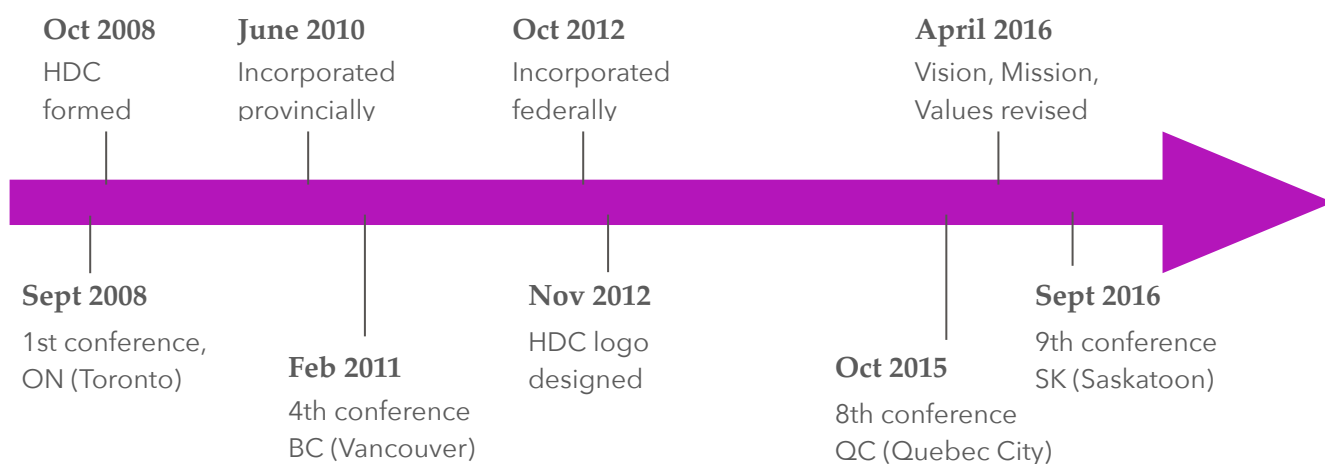 Oct 2008
HDC
formed
June 2010
Incorporated
provincially
Oct 2012
Incorporated
federally
April 2016
Vision, Mission,
Values revised
Sept 2008
1st conference,
ON (Toronto)
Feb 2011
4th conference
BC (Vancouver)
Nov 2012
HDC logo
designed
Oct 2015
8th conference
QC (Quebec City)
Sept 2016
9th conference
SK (Saskatoon)